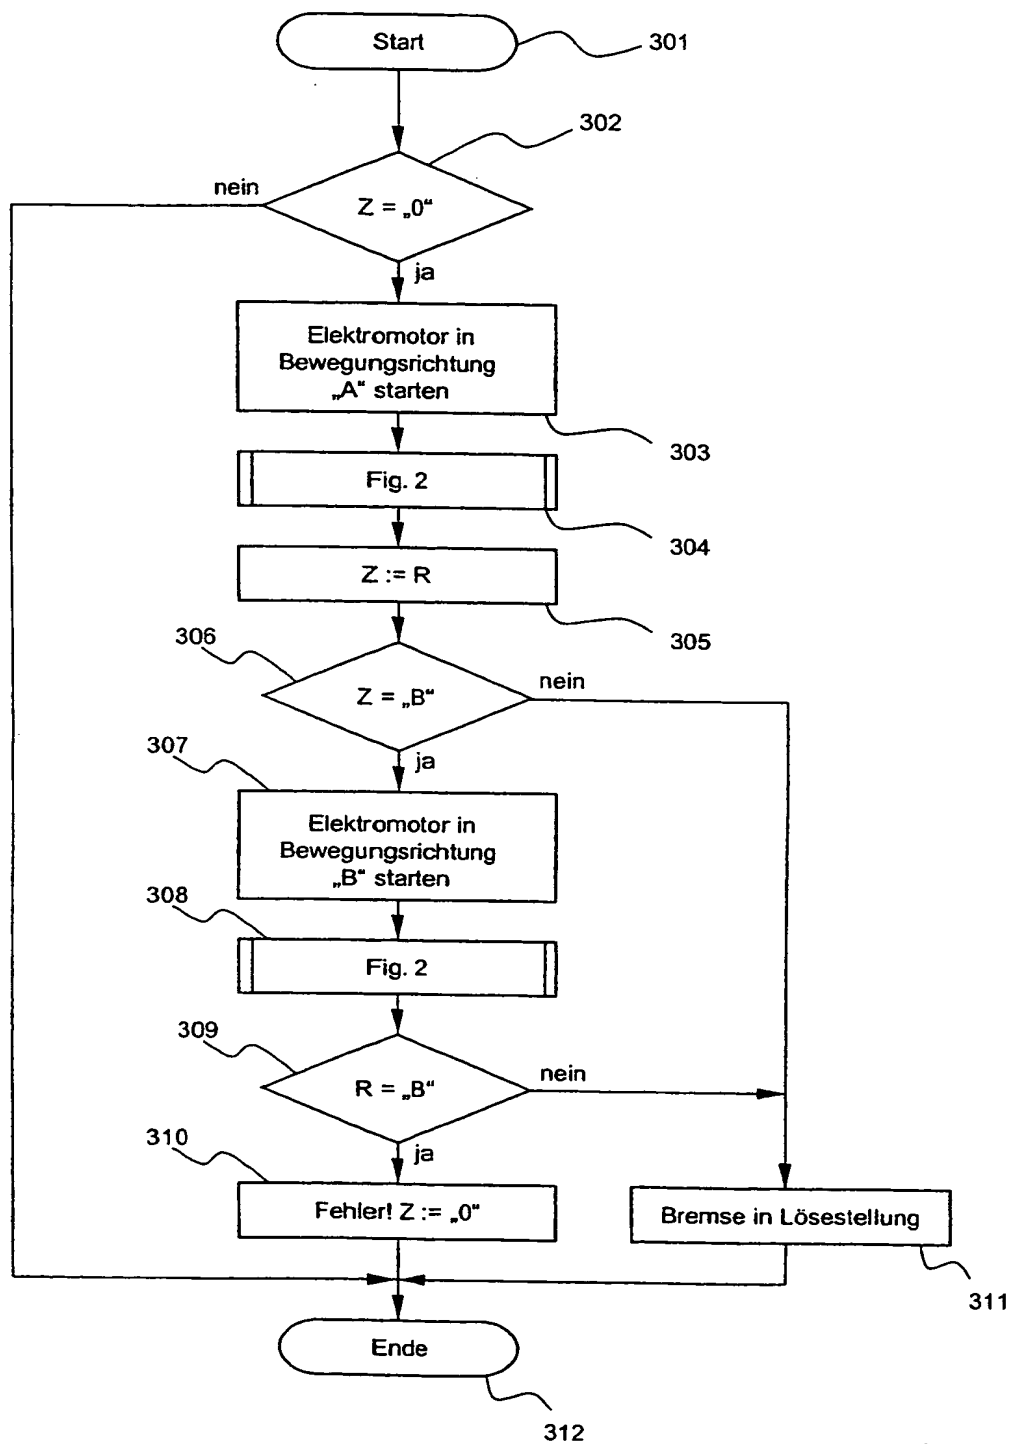 Start
301
302
nein
Z = „0“
ja
Elektromotor in
Bewegungsrichtung
„A“ starten
303
Fig. 2
304
Z := R
305
306
Z = „B“
nein
ja
307
Elektromotor in
Bewegungsrichtung
„B“ starten
308
Fig. 2
309
R = „B“
nein
ja
310
Fehler! Z := „0“
Bremse in Lösestellung
311
Ende
312